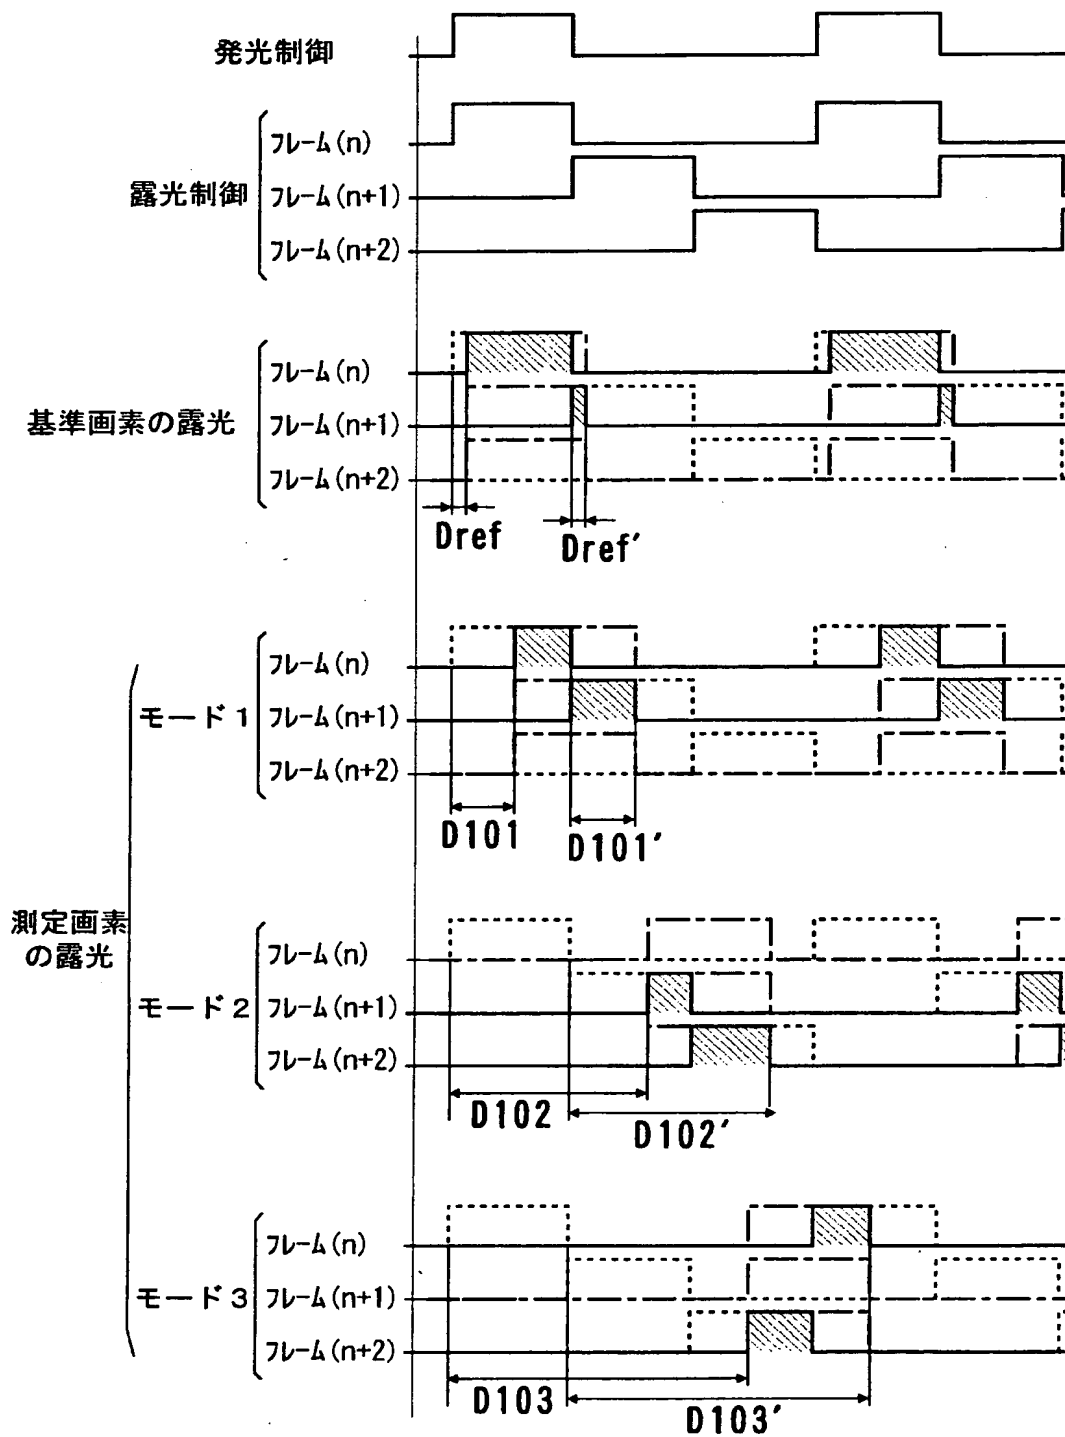 発光制御
露光制御
フレーム(n)
フレーム(n+1)
フレーム(n+2)
基準画素の露光
フレーム(n)
フレーム(n+1)
フレーム(n+2)
Dref
Dref′
測定画素
の露光
モード1
フレーム(n)
フレーム(n+1)
フレーム(n+2)
D101
D101′
モード2
フレーム(n)
フレーム(n+1)
フレーム(n+2)
D102
D102′
モード3
フレーム(n)
フレーム(n+1)
フレーム(n+2)
D103
D103′